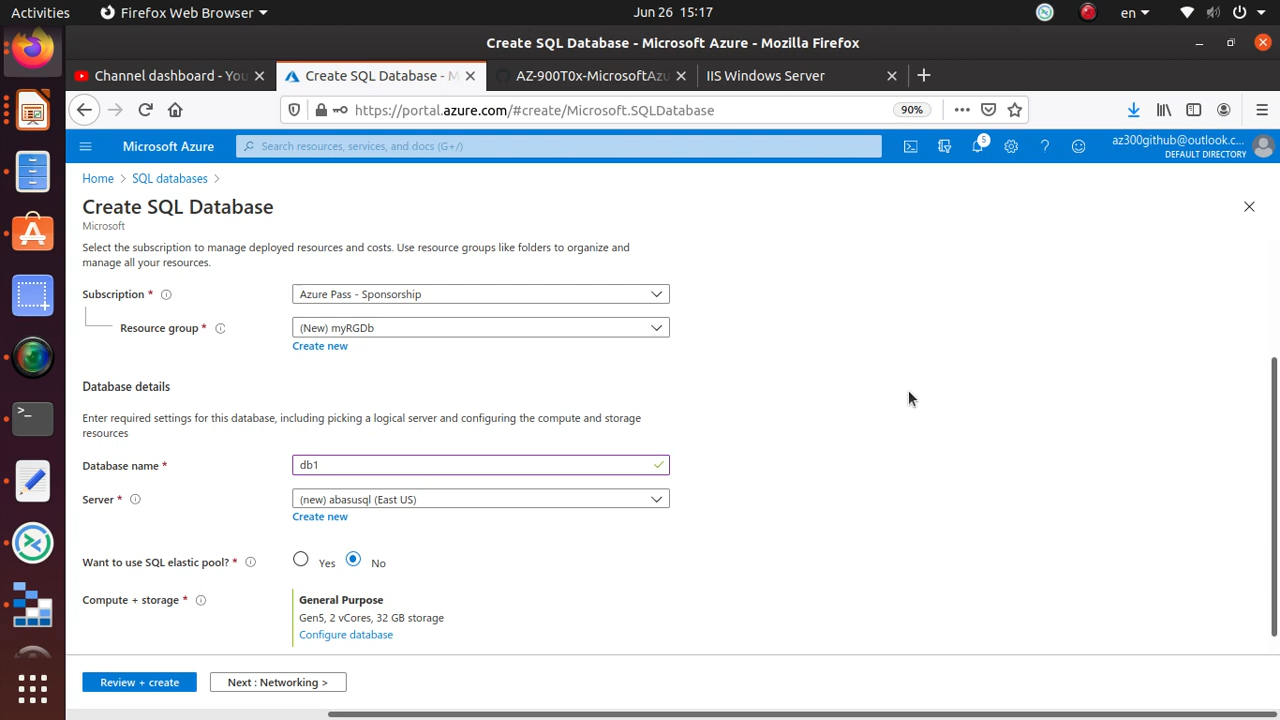 Activities
Firefox Web Browser
Jun 26 15:17
en
Create SQL Database - Microsoft Azure - Mozilla Firefox
Channel dashboard - You
Create SQL Database - M
AZ-900T0x-MicrosoftAzu
IIS Windows Server
https://portal.azure.com/#create/Microsoft.SQLDatabase
90%
Microsoft Azure
Search resources, services, and docs (G+/)
5
az300github@outlook.c...
DEFAULT DIRECTORY
Home > SQL databases >
Create SQL Database
Microsoft
Select the subscription to manage deployed resources and costs. Use resource groups like folders to organize and
manage all your resources.
Subscription *
Azure Pass - Sponsorship
Resource group *
(New) myRGDb
Create new
Database details
Enter required settings for this database, including picking a logical server and configuring the compute and storage
resources
Database name *
db1
Server *
(new) abasusql (East US)
Create new
Want to use SQL elastic pool? *
Yes
No
Compute + storage *
General Purpose
Gen5, 2 vCores, 32 GB storage
Configure database
Review + create
Next : Networking >